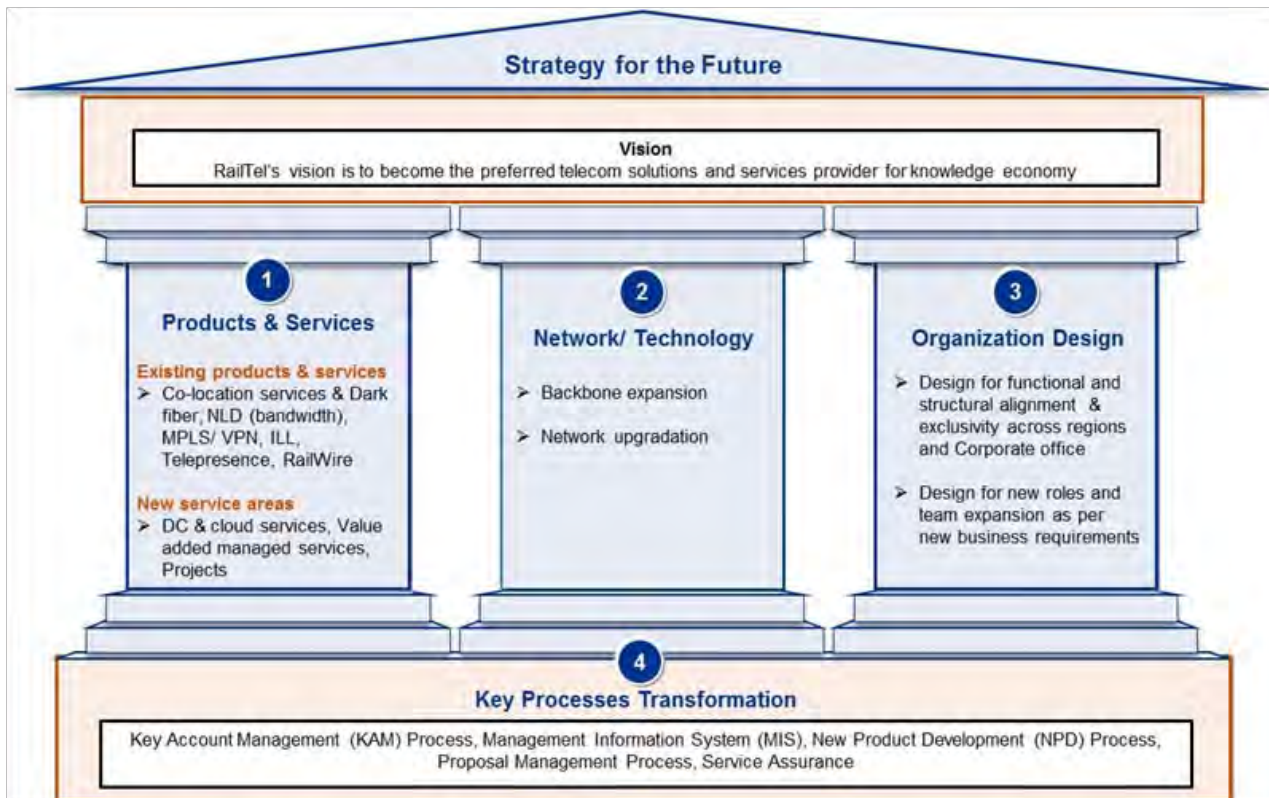 Strategy for the Future
Vision
RailTel's vision is to become the preferred telecom solutions and services provider for knowledge economy
1
Products & Services
Existing products & services
➢ Co-location services & Dark
fiber, NLD (bandwidth),
MPLS/ VPN, ILL,
Telepresence, RailWire
New service areas
➢ DC & cloud services, Value
added managed services,
Projects
2
Network/ Technology
➢ Backbone expansion
➢ Network upgradation
3
Organization Design
➢ Design for functional and
structural alignment &
exclusivity across regions
and Corporate office
➢ Design for new roles and
team expansion as per
new business requirements
4
Key Processes Transformation
Key Account Management (KAM) Process, Management Information System (MIS), New Product Development (NPD) Process,
Proposal Management Process, Service Assurance